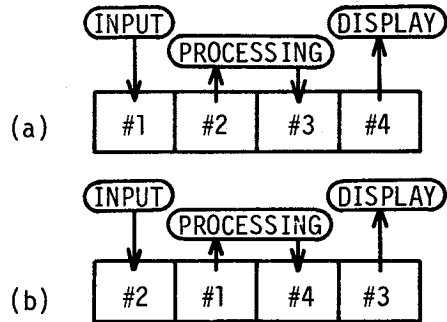 INPUT DISPLAY
PROCESSING
(a) #1 #2 #3 #4
INPUT DISPLAY
PROCESSING
(b) #2 #1 #4 #3